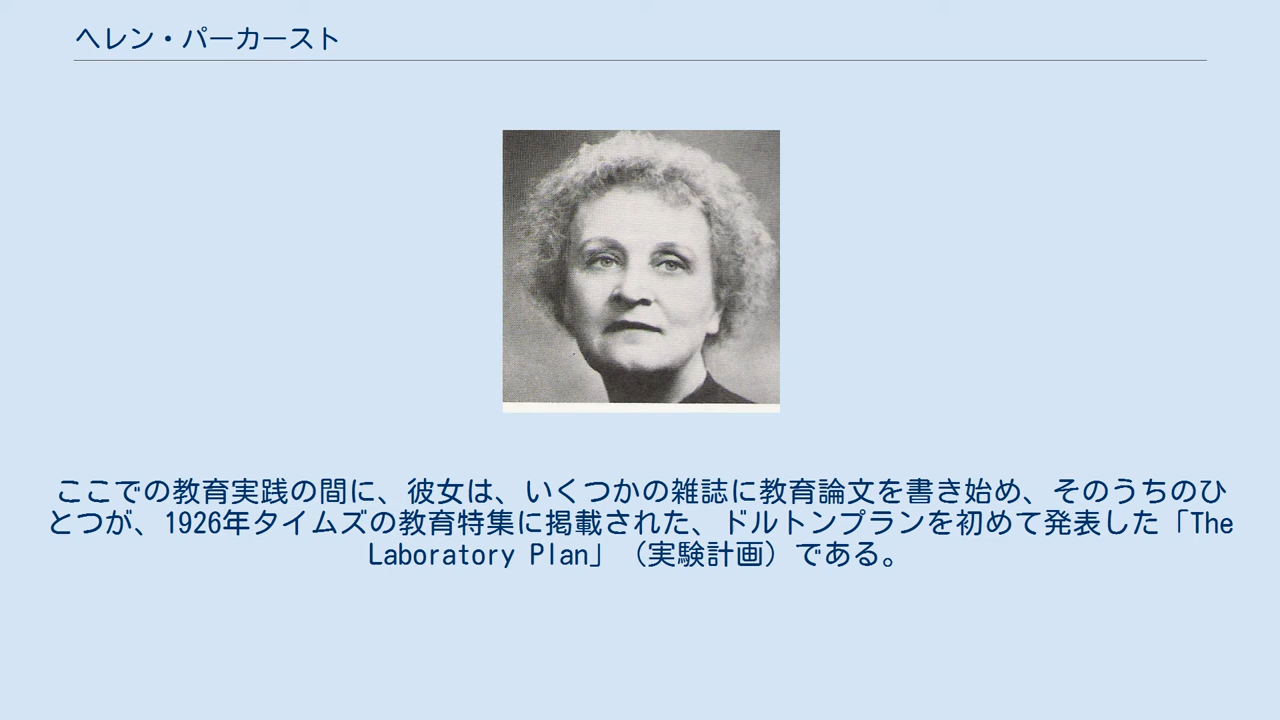 ヘレン・パーカースト
ここでの教育実践の間に、彼女は、いくつかの雑誌に教育論文を書き始め、そのうちのひ
とつが、1926年タイムズの教育特集に掲載された、ドルトンプランを初めて発表した「The
Laboratory Plan」（実験計画）である。